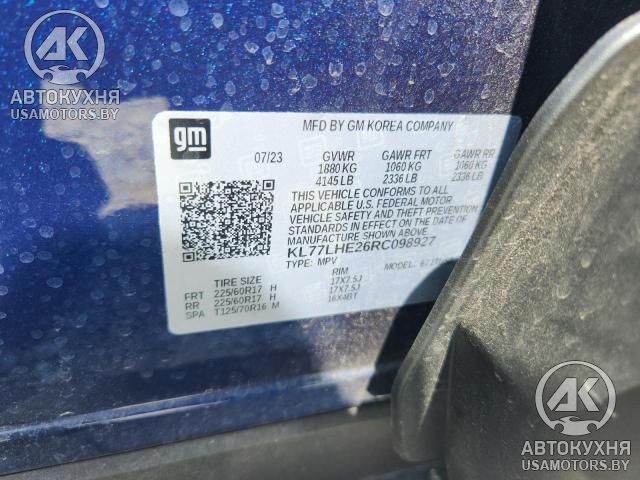 AK
АВТОКУХНЯ
USAMOTORS.BY
gm
MFD BY GM KOREA COMPANY
07/23 GVWR GAWR FRT GAWR RR
1880 KG 1060 KG 1060 KG
4145 LB 2336 LB 2336 LB
THIS VEHICLE CONFORMS TO ALL
APPLICABLE U.S. FEDERAL MOTOR
VEHICLE SAFETY AND THEFT PREVENTION
STANDARDS IN EFFECT ON THE DATE OF
MANUFACTURE SHOWN ABOVE
KL77LHE26RC098927
TYPE: MPV MODEL:
TIRE SIZE RIM
FRT 225/60R17 H 17X7.5J
RR 225/60R17 H 17X7.5J
SPA T125/70R16 M 16X4BT
AK
АВТОКУХНЯ
USAMOTORS.BY